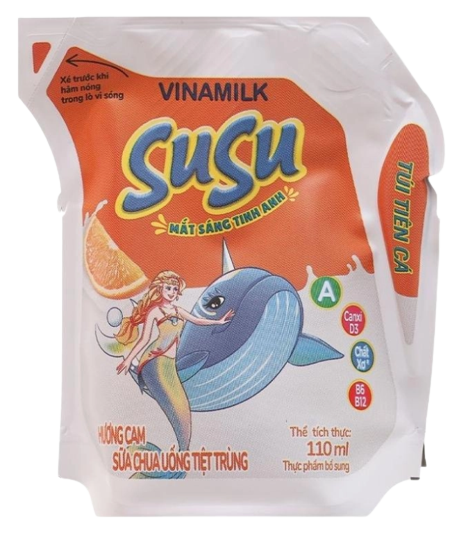 Xé trước khi
hâm nóng
trong lò vi sóng
VINAMILK
SuSu
MẮT SÁNG TINH ANH
TÚI TIÊN CÁ
A
Canxi
D3
Chất
Xơ*
B6
B12
HƯƠNG CAM
SỮA CHUA UỐNG TIỆT TRÙNG
Thể tích thực:
110 ml
Thực phẩm bổ sung